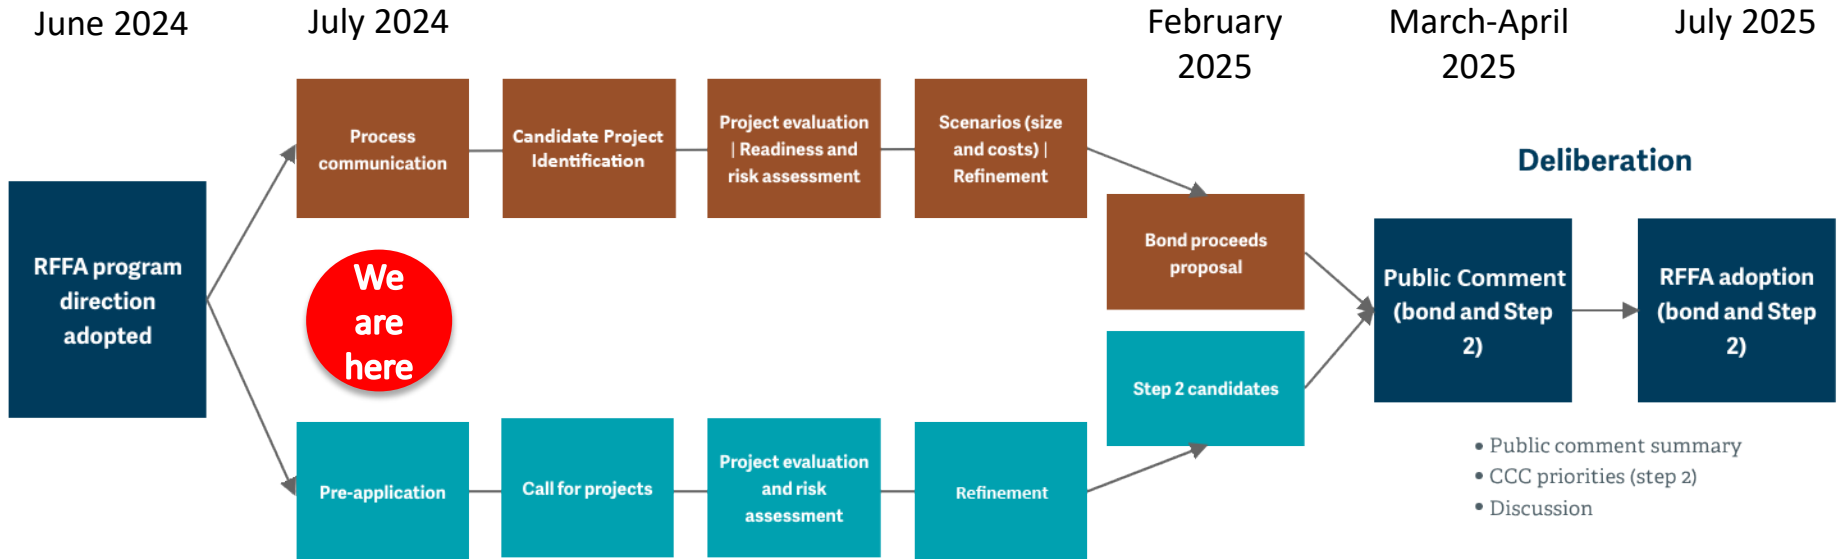 June 2024
July 2024
February
2025
March-April
2025
July 2025
RFFA program
direction
adopted
Process
communication
Candidate Project
Identification
Project evaluation
| Readiness and
risk assessment
Scenarios (size
and costs) |
Refinement
Bond proceeds
proposal
We
are
here
Pre-application
Call for projects
Project evaluation
and risk
assessment
Refinement
Step 2 candidates
Deliberation
Public Comment
(bond and Step
2)
RFFA adoption
(bond and Step
2)
• Public comment summary
• CCC priorities (step 2)
• Discussion